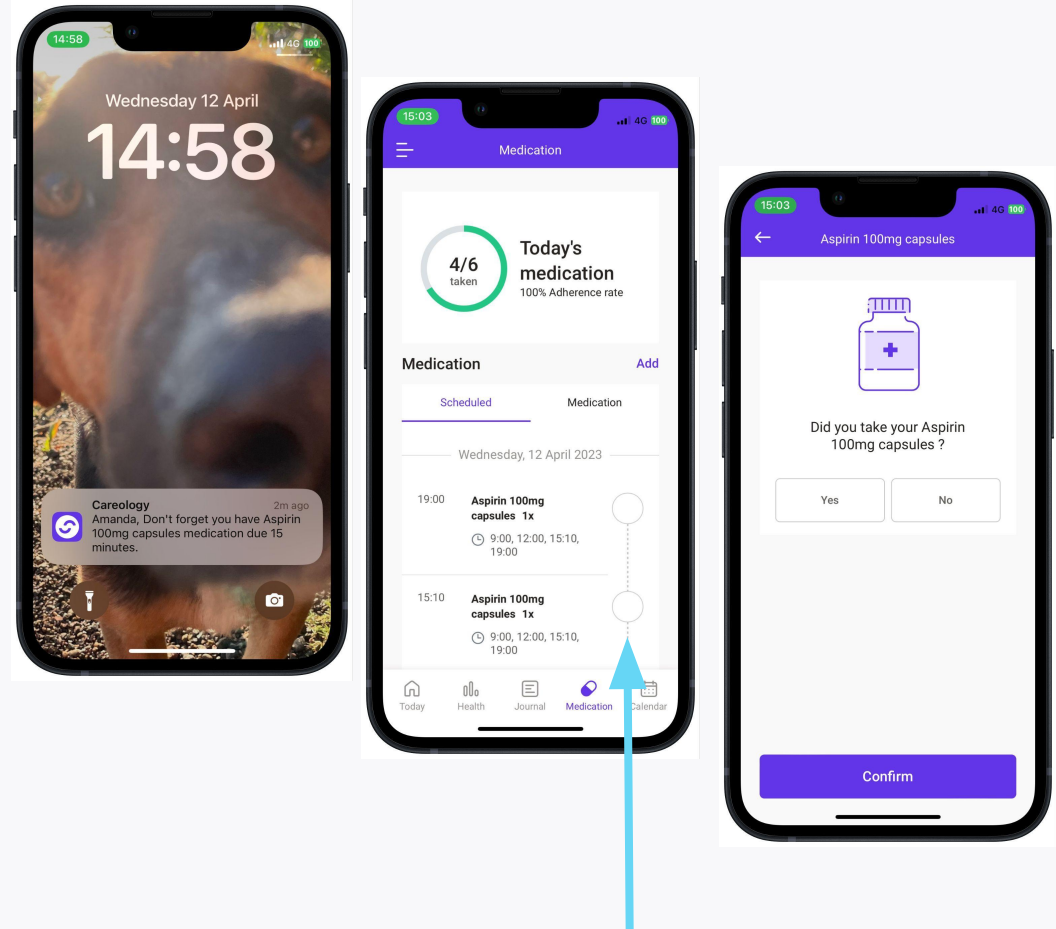 14:58
4G 100
Wednesday 12 April
14:58
Careology 2m ago
Amanda, Don't forget you have Aspirin
100mg capsules medication due 15
minutes.
15:03
4G 100
Medication
4/6
taken
Today's
medication
100% Adherence rate
Medication Add
Scheduled Medication
Wednesday, 12 April 2023
19:00 Aspirin 100mg
capsules 1x
9:00, 12:00, 15:10,
19:00
15:10 Aspirin 100mg
capsules 1x
9:00, 12:00, 15:10,
19:00
Today Health Journal Medication Calendar
15:03
4G 100
Aspirin 100mg capsules
Did you take your Aspirin
100mg capsules ?
Yes No
Confirm